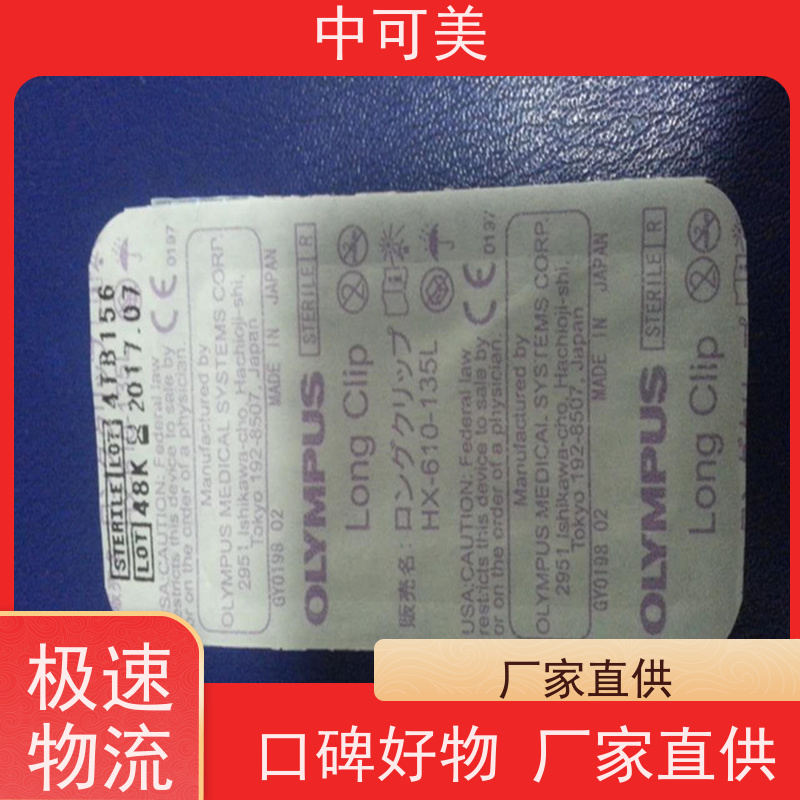 中可美
STERILE LOT 4TB156
LOT 48K 2017.07
USA:CAUTION: Federal law
restricts this device to sale by
or on the order of a physician.
0197
Manufactured by
OLYMPUS MEDICAL SYSTEMS CORP.
2951 Ishikawa-cho, Hachioji-shi,
Tokyo 192-8507, Japan
GY0198 02
MADE IN JAPAN
OLYMPUS
STERILE R
Long Clip
販売名:ロングクリップ
HX-610-135L
USA:CAUTION: Federal law
restricts this device to sale by
or on the order of a physician.
0197
Manufactured by
OLYMPUS MEDICAL SYSTEMS CORP.
2951 Ishikawa-cho, Hachioji-shi,
Tokyo 192-8507, Japan
GY0198 02
MADE IN JAPAN
OLYMPUS
STERILE R
Long Clip
厂家直供
极速
物流
口碑好物 厂家直供